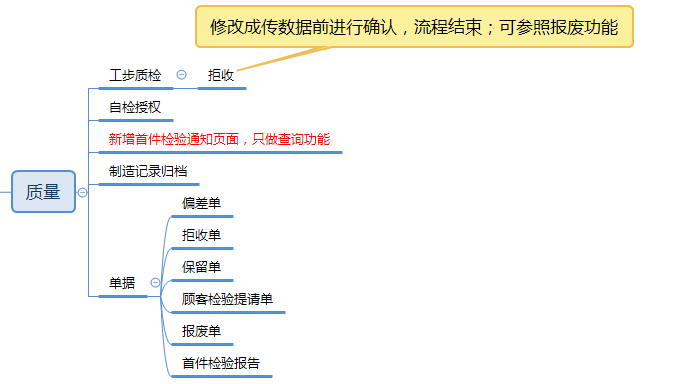 修改成传数据前进行确认，流程结束；可参照报废功能
工步质检
拒收
自检授权
新增首件检验通知页面，只做查询功能
制造记录归档
质量
偏差单
拒收单
保留单
单据
顾客检验提请单
报废单
首件检验报告